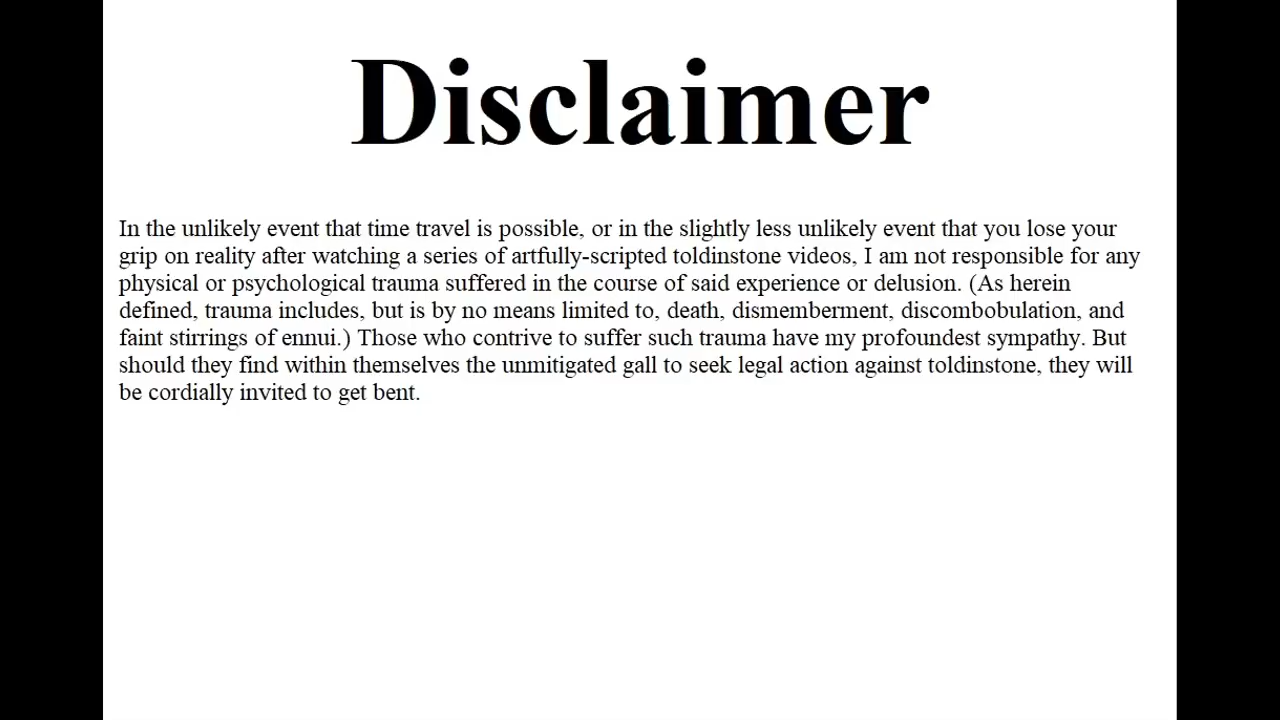 Disclaimer
In the unlikely event that time travel is possible, or in the slightly less unlikely event that you lose your
grip on reality after watching a series of artfully-scripted toldinstone videos, I am not responsible for any
physical or psychological trauma suffered in the course of said experience or delusion. (As herein
defined, trauma includes, but is by no means limited to, death, dismemberment, discombobulation, and
faint stirrings of ennui.) Those who contrive to suffer such trauma have my profoundest sympathy. But
should they find within themselves the unmitigated gall to seek legal action against toldinstone, they will
be cordially invited to get bent.